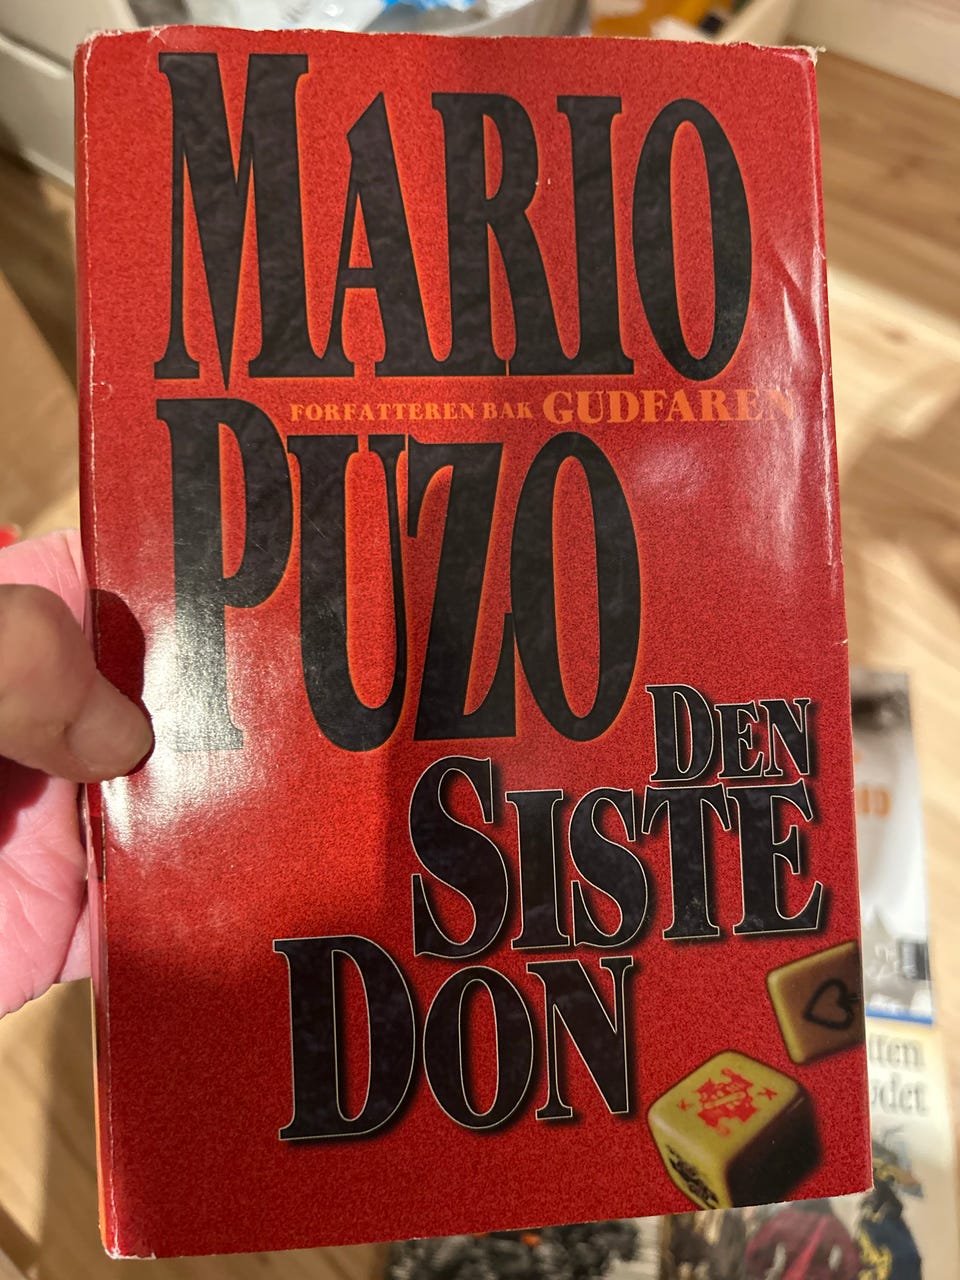 MARIO
FORFATTEREN BAK GUDFAREN
PUZO
DEN
SISTE
DON